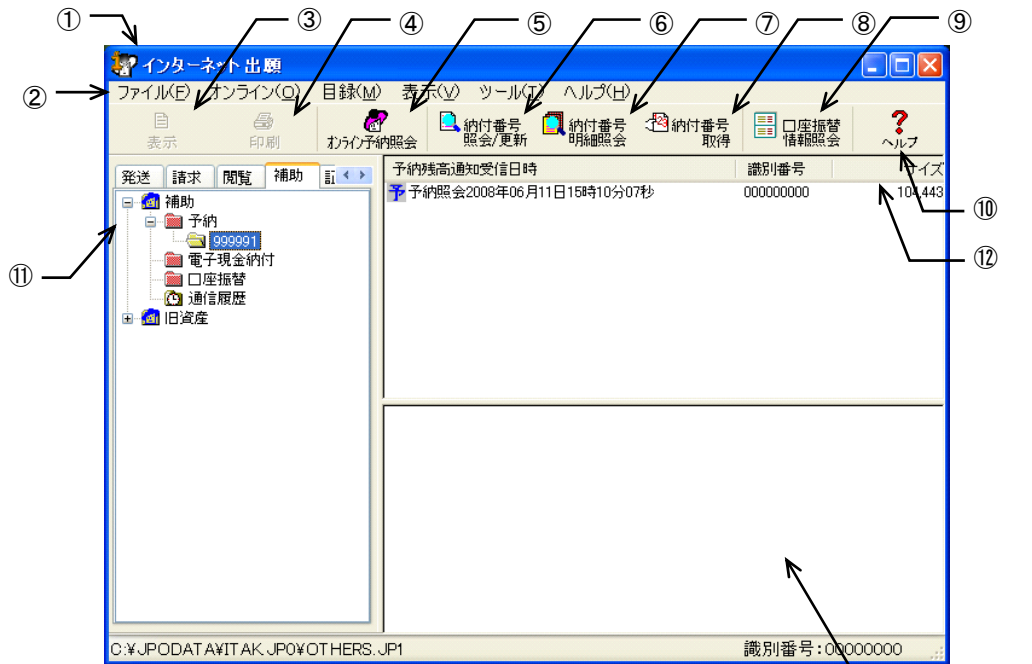 ① ③ ④ ⑤ ⑥ ⑦ ⑧ ⑨
インターネット出願
②
ファイル(F) オンライン(O) 目録(M) 表示(V) ツール(T) ヘルプ(H)
表示 印刷 オンライン予納照会 納付番号 照会/更新 納付番号 明細照会 納付番号 取得 口座振替 情報照会 ? ヘルプ
発送 請求 閲覧 補助
予納残高通知受信日時 識別番号 サイズ
予 予納照会2008年06月11日15時10分07秒 000000000 104,443
⑩
⑫
⑪
補助
予納
999991
電子現金納付
口座振替
通信履歴
旧資産
C:¥JPODATA¥ITAK.JP0¥OTHERS.JP1 識別番号:00000000